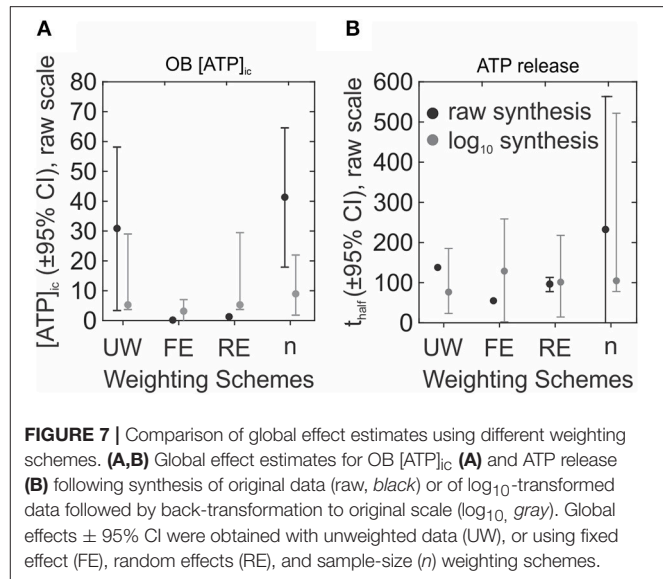 A
OB [ATP]ic
[ATP]ic (±95% CI), raw scale
80
70
60
50
40
30
20
10
0
UW FE RE n
Weighting Schemes
B
ATP release
thalf (±95% CI), raw scale
600
500
400
300
200
100
0
raw synthesis
log10 synthesis
UW FE RE n
Weighting Schemes
FIGURE 7 | Comparison of global effect estimates using different weighting
schemes. (A,B) Global effect estimates for OB [ATP]ic (A) and ATP release
(B) following synthesis of original data (raw, black) or of log10-transformed
data followed by back-transformation to original scale (log10, gray). Global
effects ± 95% CI were obtained with unweighted data (UW), or using fixed
effect (FE), random effects (RE), and sample-size (n) weighting schemes.